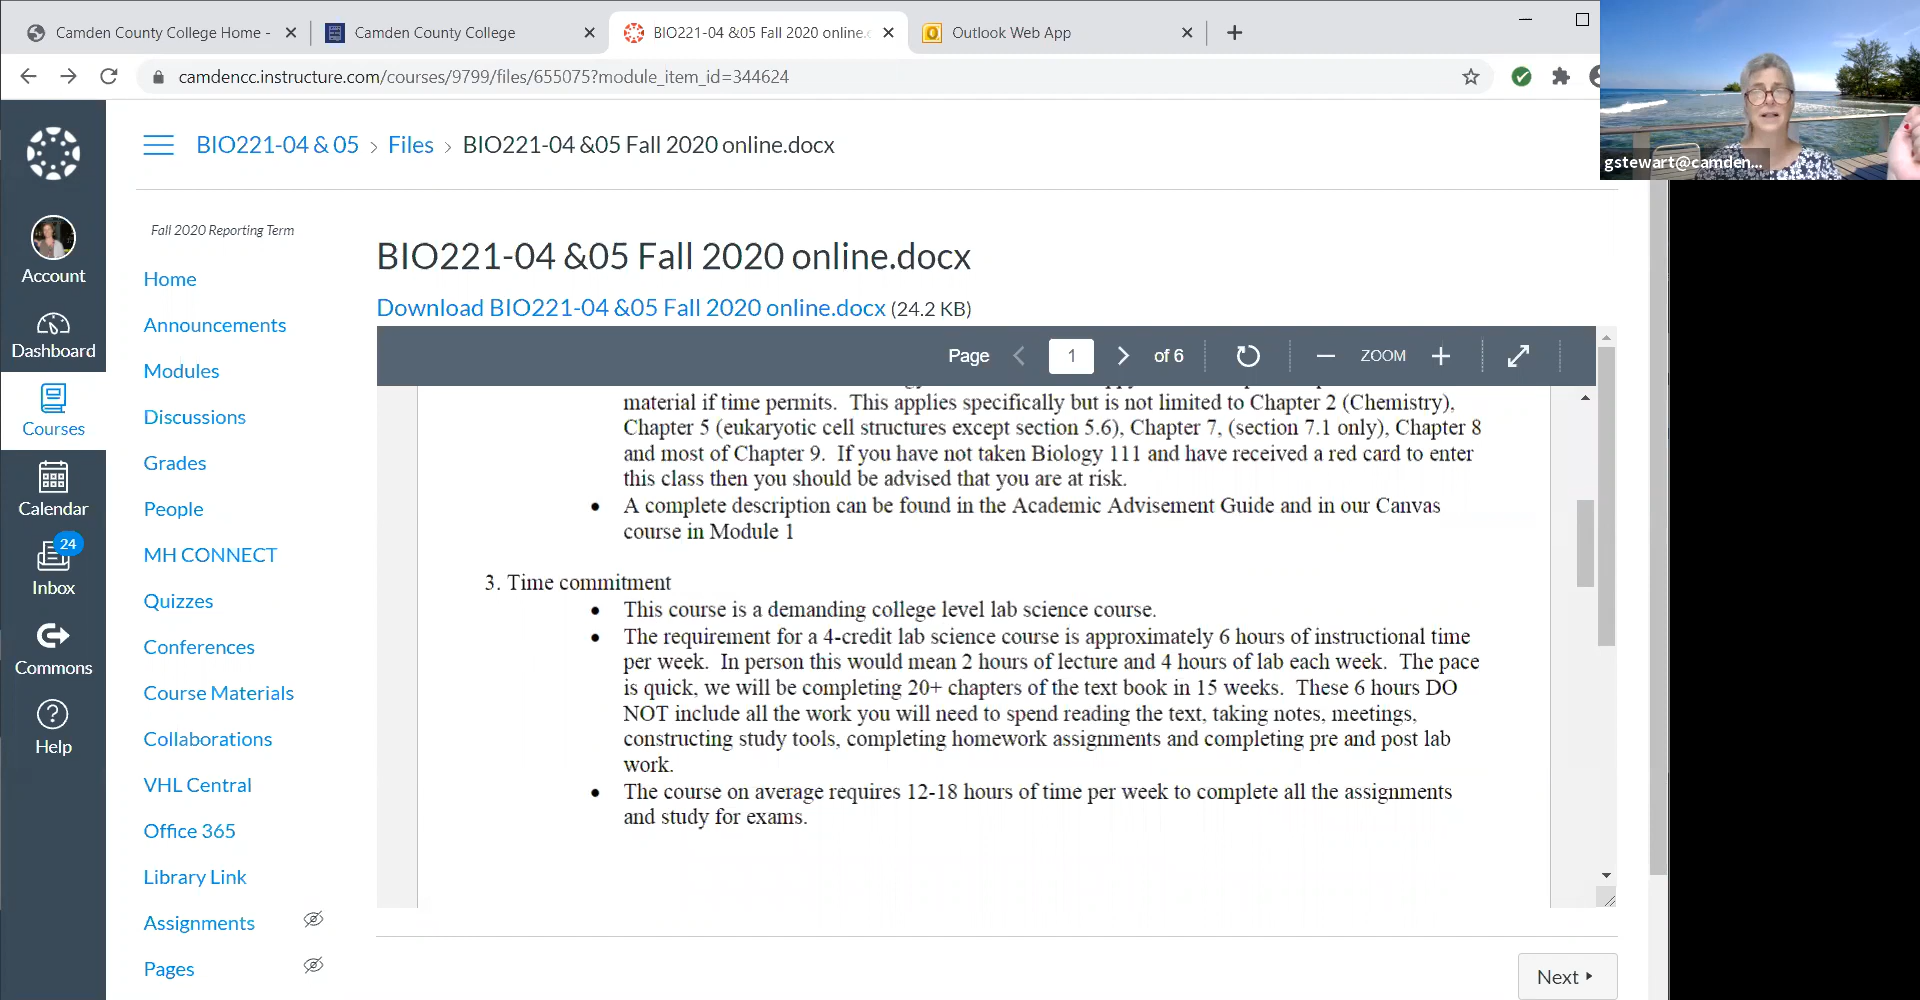 Camden County College Home -
Camden County College
BIO221-04 &05 Fall 2020 online.
Outlook Web App
camdencc.instructure.com/courses/9799/files/655075?module_item_id=344624
gstewart@camden...
BIO221-04 & 05 > Files > BIO221-04 &05 Fall 2020 online.docx
Account
Dashboard
Courses
Calendar
24
Inbox
Commons
Help
Fall 2020 Reporting Term
Home
Announcements
Modules
Discussions
Grades
People
MH CONNECT
Quizzes
Conferences
Course Materials
Collaborations
VHL Central
Office 365
Library Link
Assignments
Pages
BIO221-04 &05 Fall 2020 online.docx
Download BIO221-04 &05 Fall 2020 online.docx (24.2 KB)
Page 1 of 6 ZOOM
material if time permits. This applies specifically but is not limited to Chapter 2 (Chemistry),
Chapter 5 (eukaryotic cell structures except section 5.6), Chapter 7, (section 7.1 only), Chapter 8
and most of Chapter 9. If you have not taken Biology 111 and have received a red card to enter
this class then you should be advised that you are at risk.
• A complete description can be found in the Academic Advisement Guide and in our Canvas
course in Module 1
3. Time commitment
• This course is a demanding college level lab science course.
• The requirement for a 4-credit lab science course is approximately 6 hours of instructional time
per week. In person this would mean 2 hours of lecture and 4 hours of lab each week. The pace
is quick, we will be completing 20+ chapters of the text book in 15 weeks. These 6 hours DO
NOT include all the work you will need to spend reading the text, taking notes, meetings,
constructing study tools, completing homework assignments and completing pre and post lab
work.
• The course on average requires 12-18 hours of time per week to complete all the assignments
and study for exams.
Next